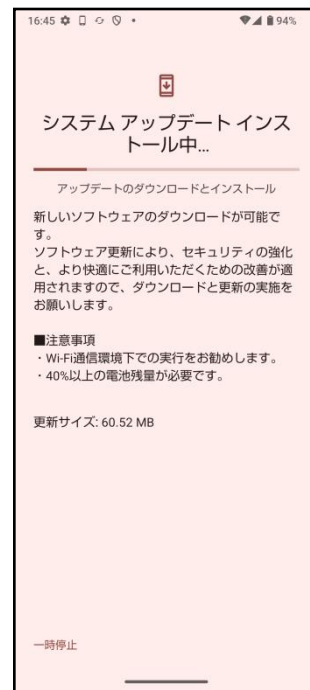 16:45
94%
システム アップデート インス
トール中...
アップデートのダウンロードとインストール
新しいソフトウェアのダウンロードが可能で
す。
ソフトウェア更新により、セキュリティの強化
と、より快適にご利用いただくための改善が適
用されますので、ダウンロードと更新の実施を
お願いします。
■注意事項
・Wi-Fi通信環境下での実行をお勧めします。
・40%以上の電池残量が必要です。
更新サイズ: 60.52 MB
一時停止